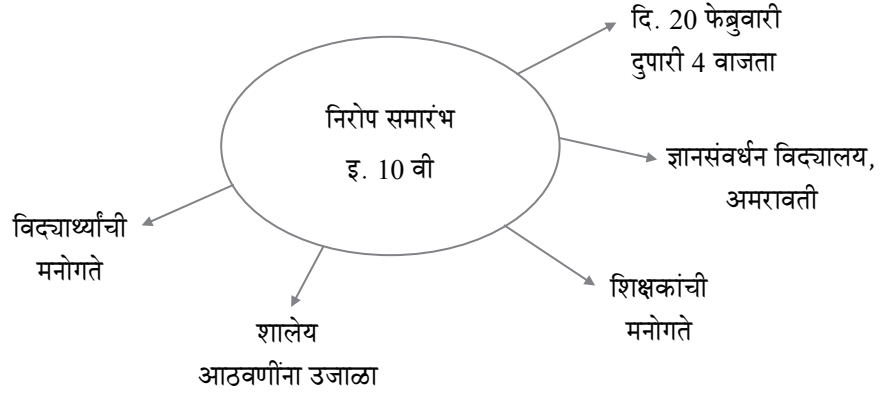 दि. 20 फेब्रुवारी
दुपारी 4 वाजता
निरोप समारंभ
इ. 10 वी
ज्ञानसंवर्धन विद्यालय,
अमरावती
विद्यार्थ्यांची
मनोगते
शिक्षकांची
मनोगते
शालेय
आठवणींना उजाळा